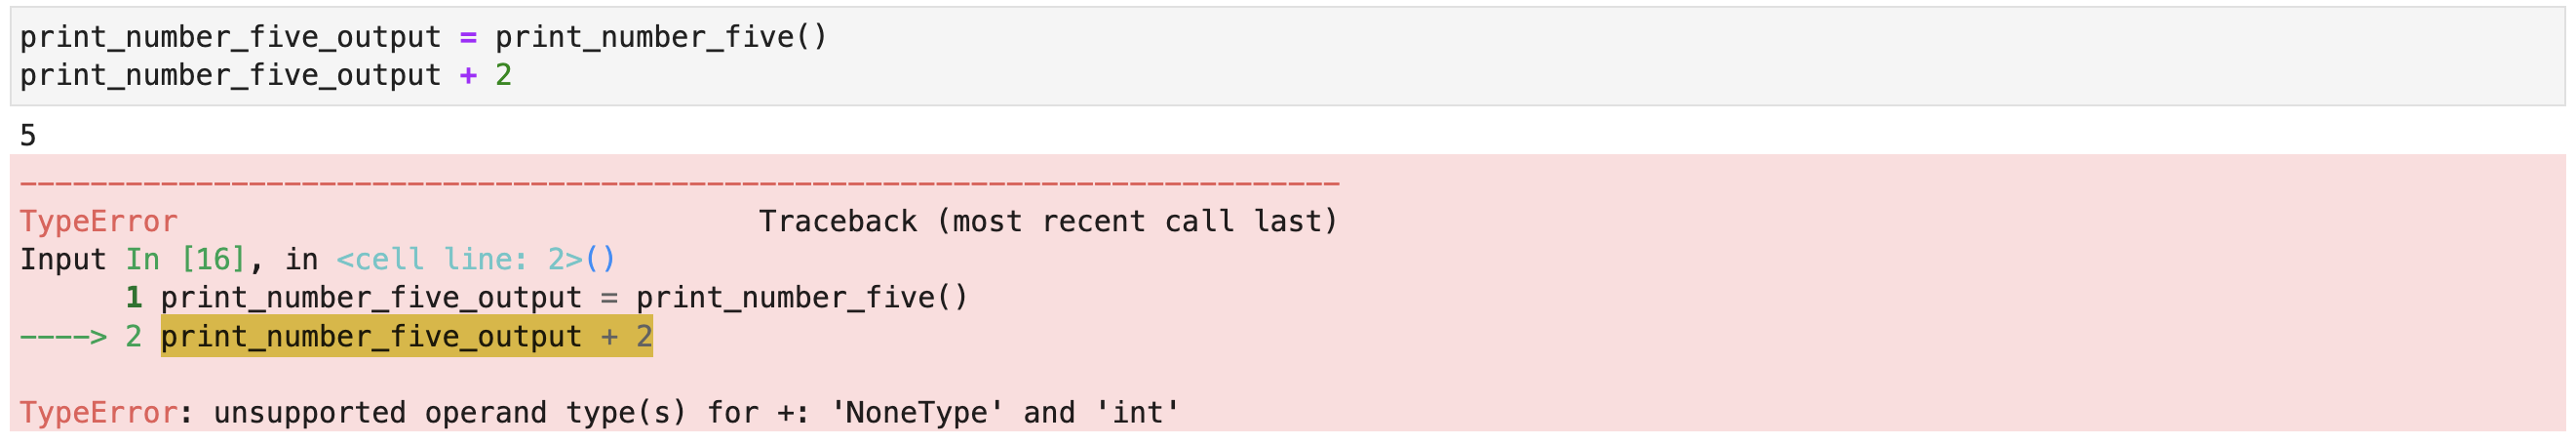 print_number_five_output = print_number_five()
print_number_five_output + 2
5
---------------------------------------------------------------------------
TypeError                                 Traceback (most recent call last)
Input In [16], in <cell line: 2>()
      1 print_number_five_output = print_number_five()
----> 2 print_number_five_output + 2
TypeError: unsupported operand type(s) for +: 'NoneType' and 'int'